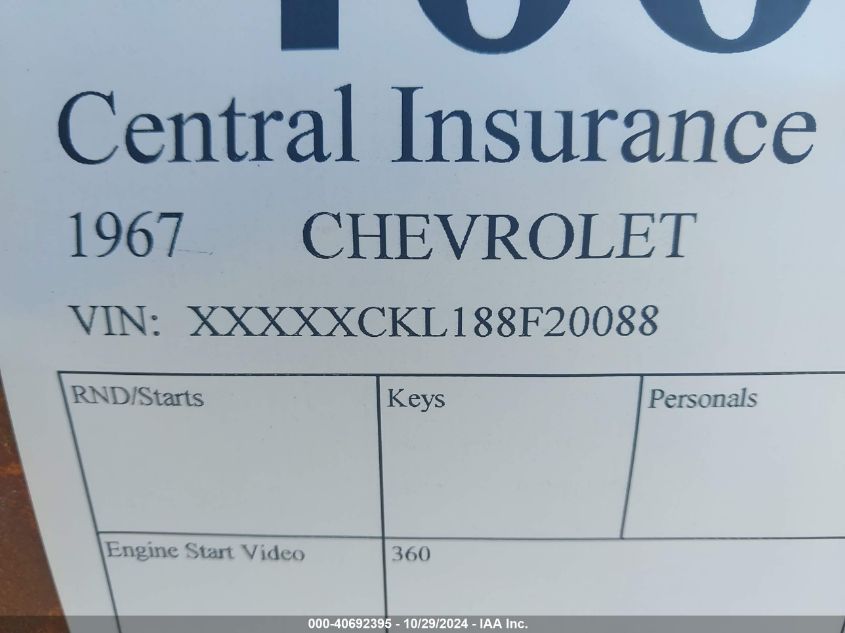 Central Insurance
1967 CHEVROLET
VIN: XXXXXCKL188F20088
RND/Starts Keys Personals
Engine Start Video 360
000-40692395 - 10/29/2024 - IAA Inc.